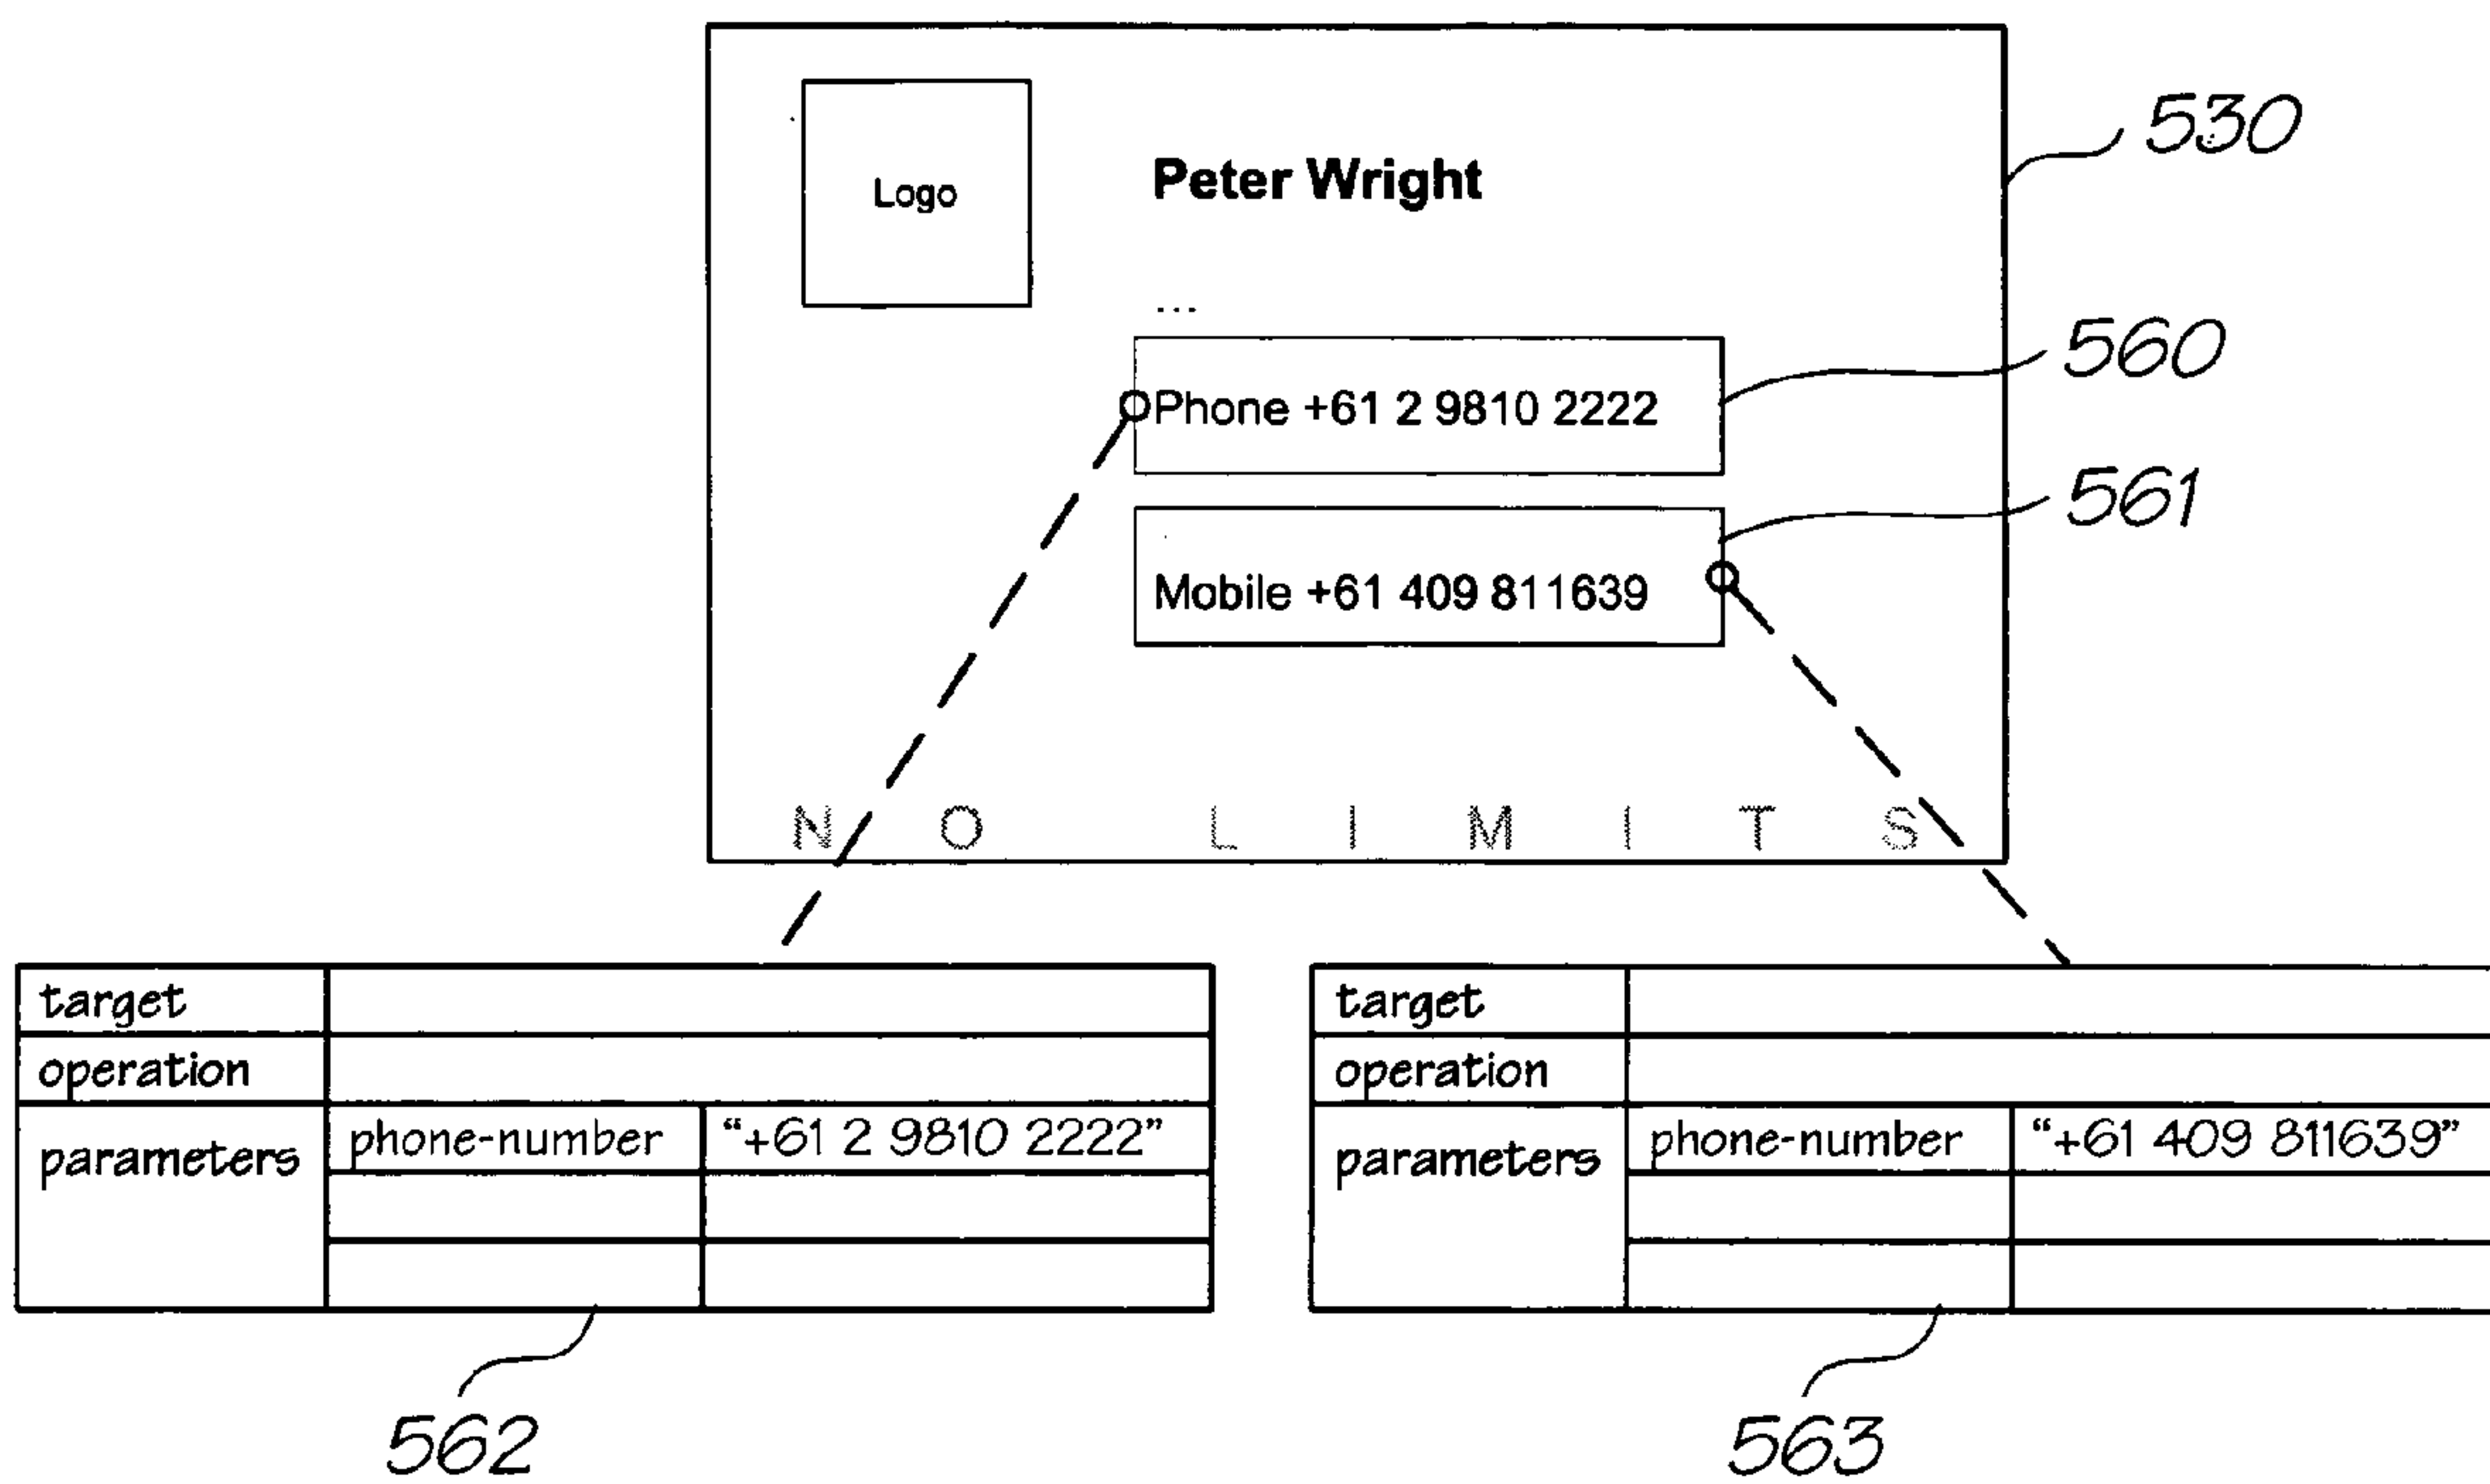 530
Logo
Peter Wright
...
560
Phone +61 2 9810 2222
561
Mobile +61 409 811639
N O L I M I T S
target
operation
parameters phone-number “+61 2 9810 2222”
562
target
operation
parameters phone-number “+61 409 811639”
563